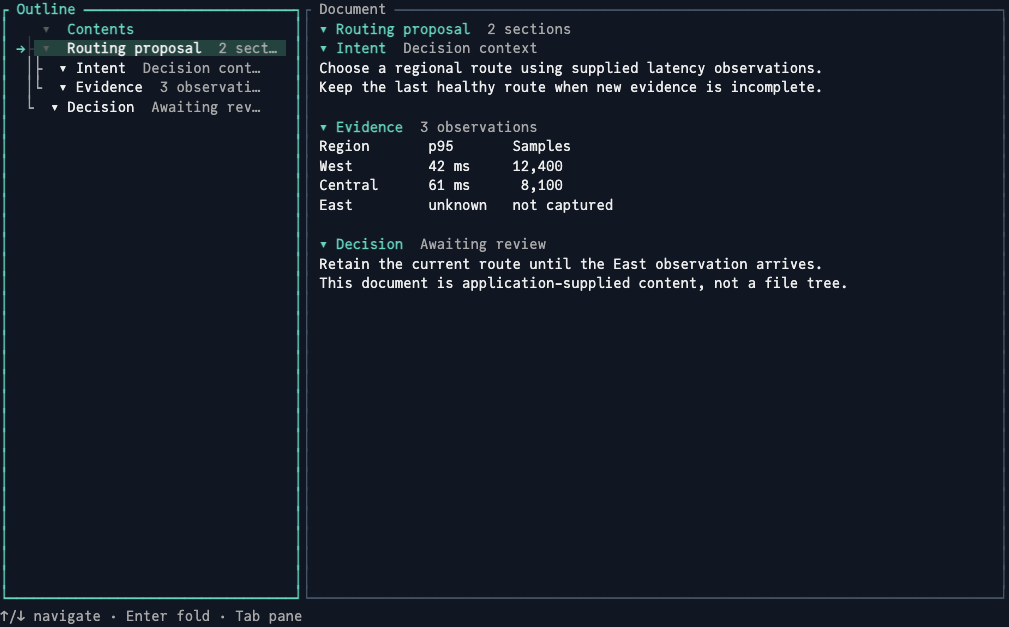 Outline
▾ Contents
→ ▾ Routing proposal 2 sect…
▾ Intent Decision cont…
▾ Evidence 3 observati…
▾ Decision Awaiting rev…
Document
▾ Routing proposal 2 sections
▾ Intent Decision context
Choose a regional route using supplied latency observations.
Keep the last healthy route when new evidence is incomplete.
▾ Evidence 3 observations
Region p95 Samples
West 42 ms 12,400
Central 61 ms 8,100
East unknown not captured
▾ Decision Awaiting review
Retain the current route until the East observation arrives.
This document is application-supplied content, not a file tree.
↑/↓ navigate · Enter fold · Tab pane